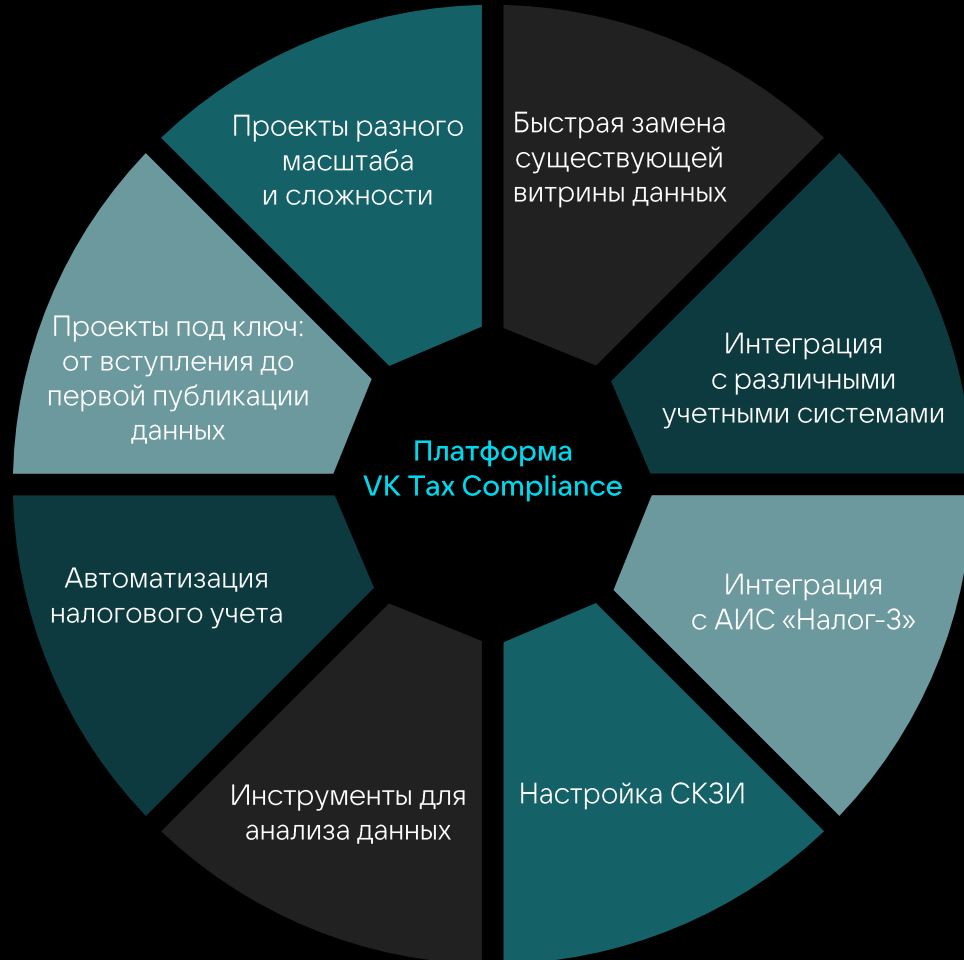 Проекты разного
масштаба
и сложности
Быстрая замена
существующей
витрины данных
Проекты под ключ:
от вступления до
первой публикации
данных
Интеграция
с различными
учетными системами
Платформа
VK Tax Compliance
Автоматизация
налогового учета
Интеграция
с АИС «Налог-3»
Инструменты для
анализа данных
Настройка СКЗИ